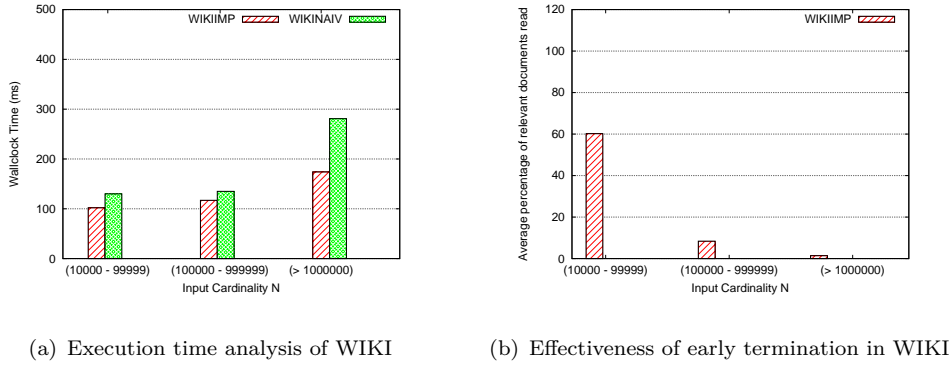 500
400
300
200
100
0
Wallclock Time (ms)
WIKIIMP
WIKINAIV
(10000 - 99999)
(100000 - 999999)
(> 1000000)
Input Cardinality N
(a) Execution time analysis of WIKI
120
100
80
60
40
20
0
Average percentage of relevant documents read
WIKIIMP
(10000 - 99999)
(100000 - 999999)
(> 1000000)
Input Cardinality N
(b) Effectiveness of early termination in WIKI